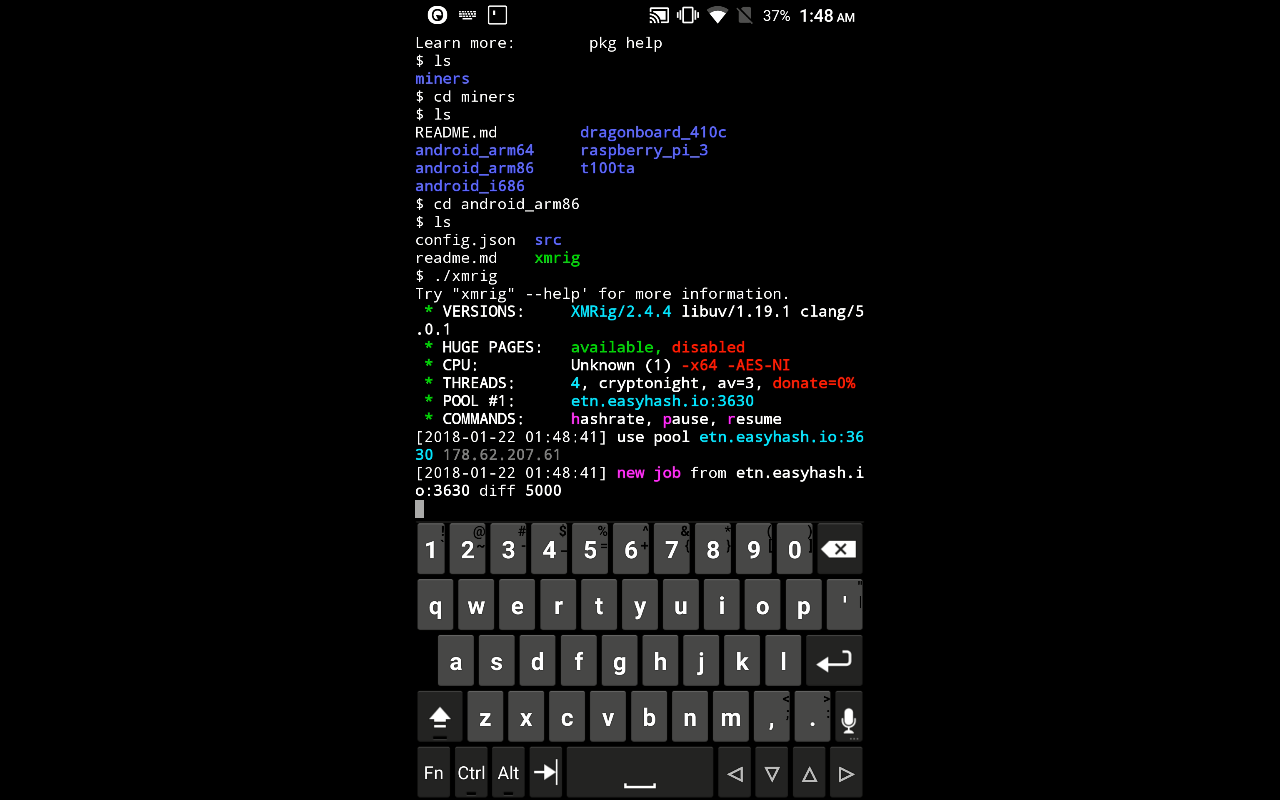 37% 1:48 AM
Learn more: pkg help
$ ls
miners
$ cd miners
$ ls
README.md dragonboard_410c
android_arm64 raspberry_pi_3
android_arm86 t100ta
android_i686
$ cd android_arm86
$ ls
config.json src
readme.md xmrig
$ ./xmrig
Try "xmrig" --help' for more information.
* VERSIONS: XMRig/2.4.4 libuv/1.19.1 clang/5
.0.1
* HUGE PAGES: available, disabled
* CPU: Unknown (1) -x64 -AES-NI
* THREADS: 4, cryptonight, av=3, donate=0%
* POOL #1: etn.easyhash.io:3630
* COMMANDS: hashrate, pause, resume
[2018-01-22 01:48:41] use pool etn.easyhash.io:36
30 178.62.207.61
[2018-01-22 01:48:41] new job from etn.easyhash.i
o:3630 diff 5000
! @ # $ % ^ & * ( )
1 2 3 4 5 6 7 8 9 0
q w e r t y u i o p '
a s d f g h j k l
z x c v b n m , .
Fn Ctrl Alt